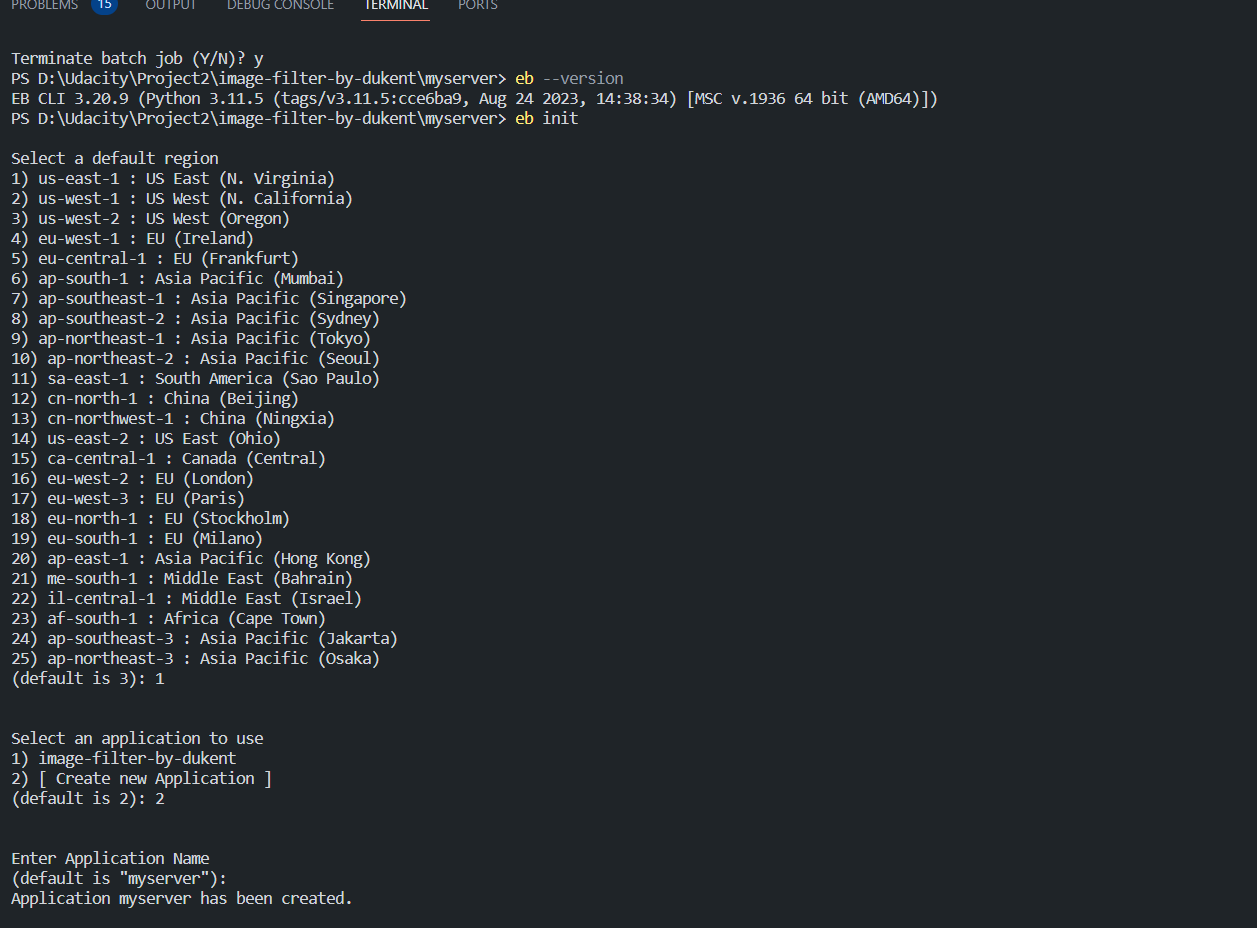 PROBLEMS 15 OUTPUT DEBUG CONSOLE TERMINAL PORTS
Terminate batch job (Y/N)? y
PS D:\Udacity\Project2\image-filter-by-dukent\myserver> eb --version
EB CLI 3.20.9 (Python 3.11.5 (tags/v3.11.5:cce6ba9, Aug 24 2023, 14:38:34) [MSC v.1936 64 bit (AMD64)])
PS D:\Udacity\Project2\image-filter-by-dukent\myserver> eb init
Select a default region
1) us-east-1 : US East (N. Virginia)
2) us-west-1 : US West (N. California)
3) us-west-2 : US West (Oregon)
4) eu-west-1 : EU (Ireland)
5) eu-central-1 : EU (Frankfurt)
6) ap-south-1 : Asia Pacific (Mumbai)
7) ap-southeast-1 : Asia Pacific (Singapore)
8) ap-southeast-2 : Asia Pacific (Sydney)
9) ap-northeast-1 : Asia Pacific (Tokyo)
10) ap-northeast-2 : Asia Pacific (Seoul)
11) sa-east-1 : South America (Sao Paulo)
12) cn-north-1 : China (Beijing)
13) cn-northwest-1 : China (Ningxia)
14) us-east-2 : US East (Ohio)
15) ca-central-1 : Canada (Central)
16) eu-west-2 : EU (London)
17) eu-west-3 : EU (Paris)
18) eu-north-1 : EU (Stockholm)
19) eu-south-1 : EU (Milano)
20) ap-east-1 : Asia Pacific (Hong Kong)
21) me-south-1 : Middle East (Bahrain)
22) il-central-1 : Middle East (Israel)
23) af-south-1 : Africa (Cape Town)
24) ap-southeast-3 : Asia Pacific (Jakarta)
25) ap-northeast-3 : Asia Pacific (Osaka)
(default is 3): 1
Select an application to use
1) image-filter-by-dukent
2) [ Create new Application ]
(default is 2): 2
Enter Application Name
(default is "myserver"):
Application myserver has been created.